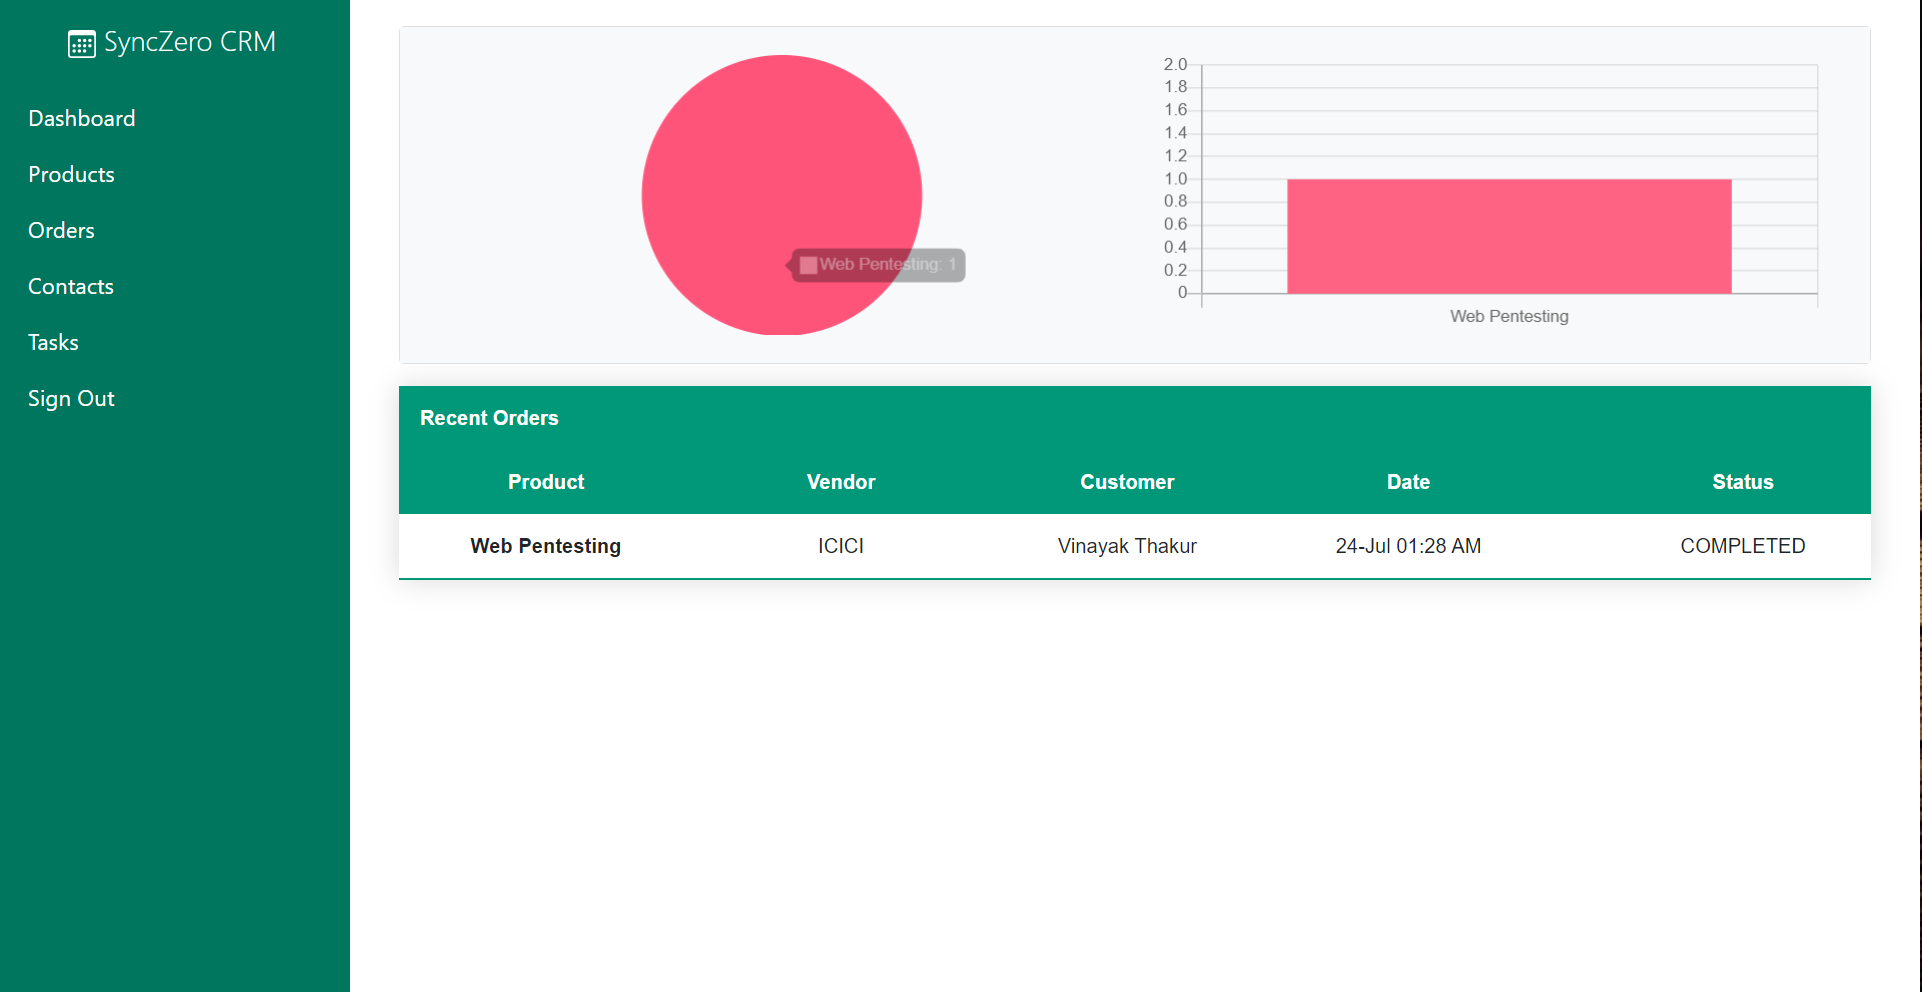 SyncZero CRM
Dashboard
Products
Orders
Contacts
Tasks
Sign Out
Web Pentesting: 1
2.0
1.8
1.6
1.4
1.2
1.0
0.8
0.6
0.4
0.2
0
Web Pentesting
Recent Orders
Product Vendor Customer Date Status
Web Pentesting ICICI Vinayak Thakur 24-Jul 01:28 AM COMPLETED